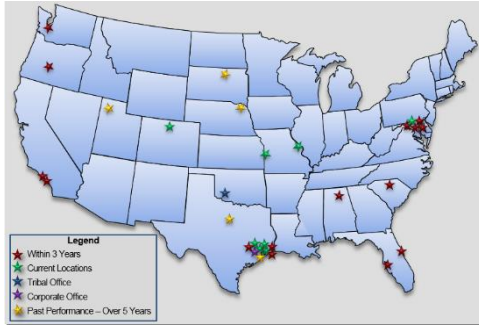 Legend
Within 3 Years
Current Locations
Tribal Office
Corporate Office
Past Performance – Over 5 Years